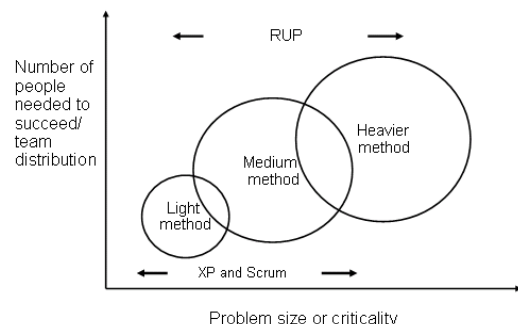 RUP
Number of
people
needed to
succeed/
team
distribution
Heavier
method
Medium
method
Light
method
XP and Scrum
Problem size or criticality